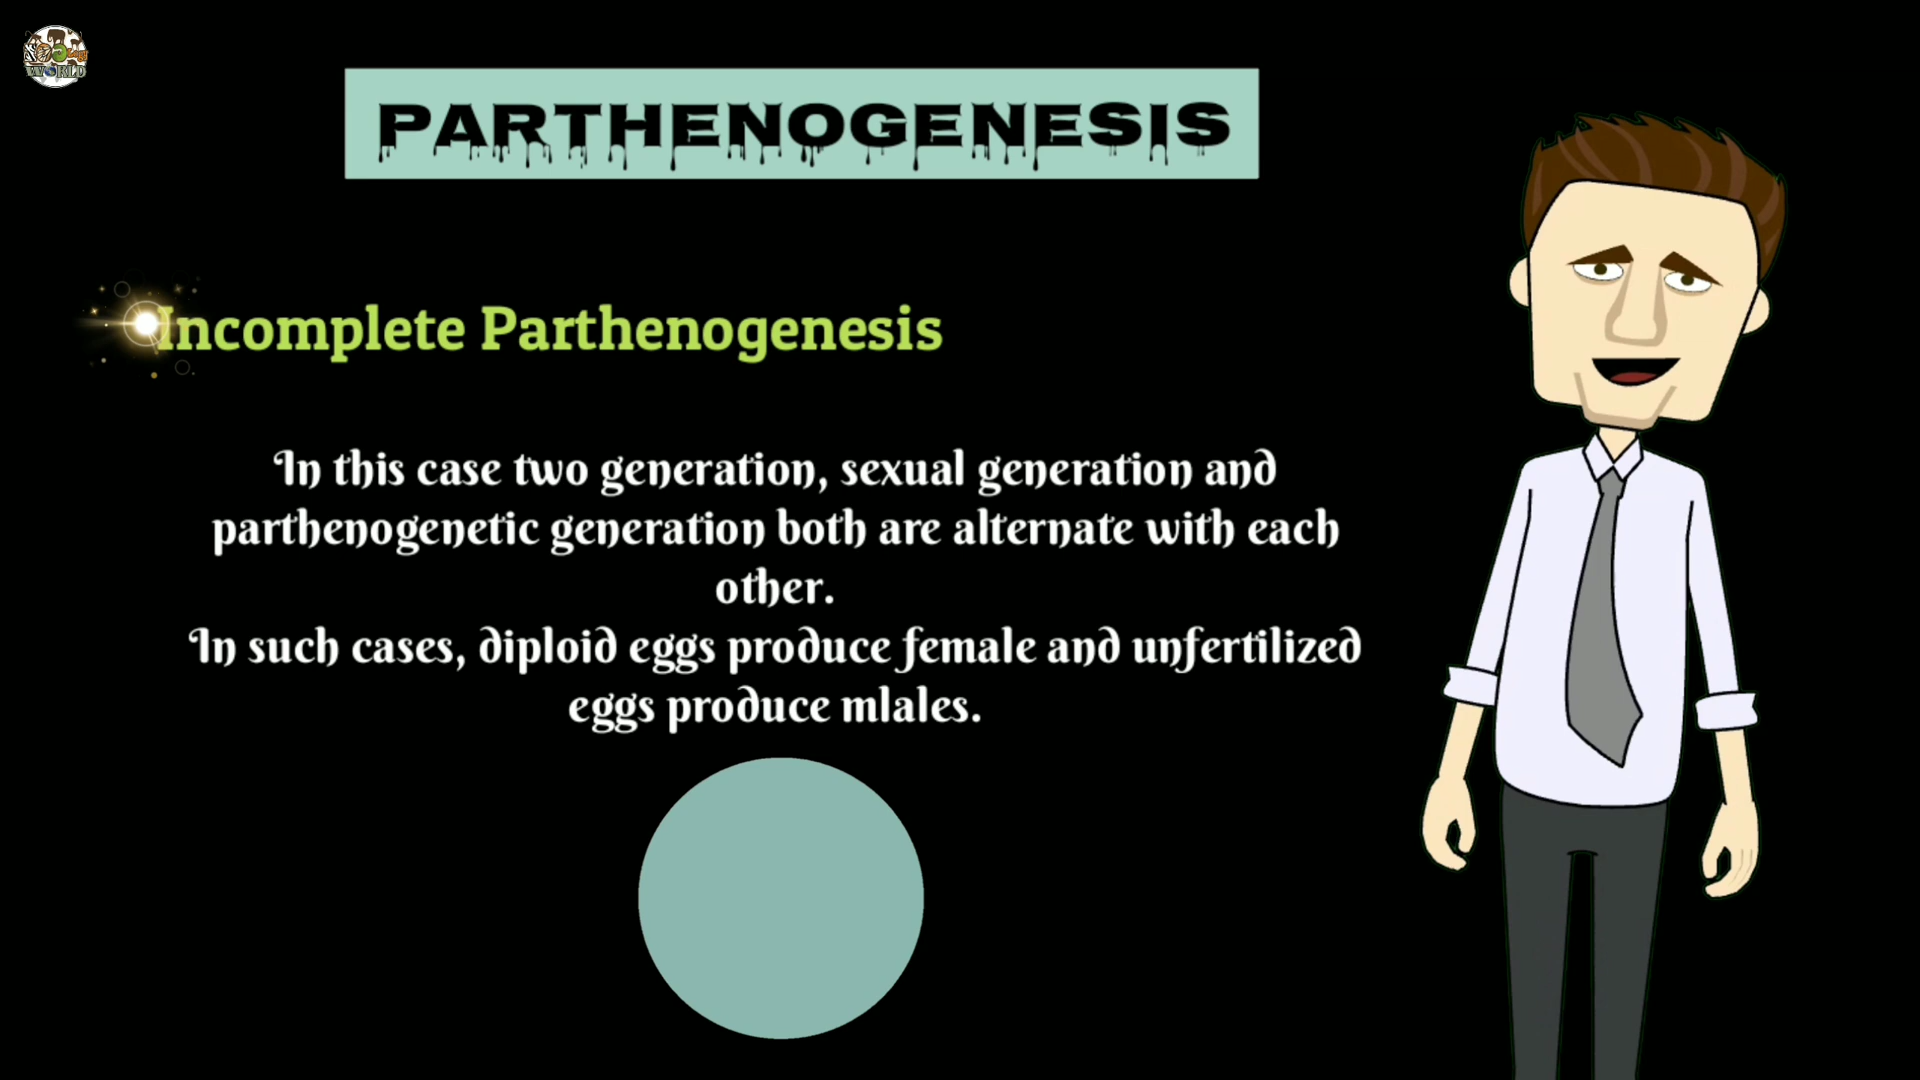 WORLD
PARTHENOGENESIS
Incomplete Parthenogenesis
In this case two generation, sexual generation and
parthenogenetic generation both are alternate with each
other.
In such cases, diploid eggs produce female and unfertilized
eggs produce mlales.